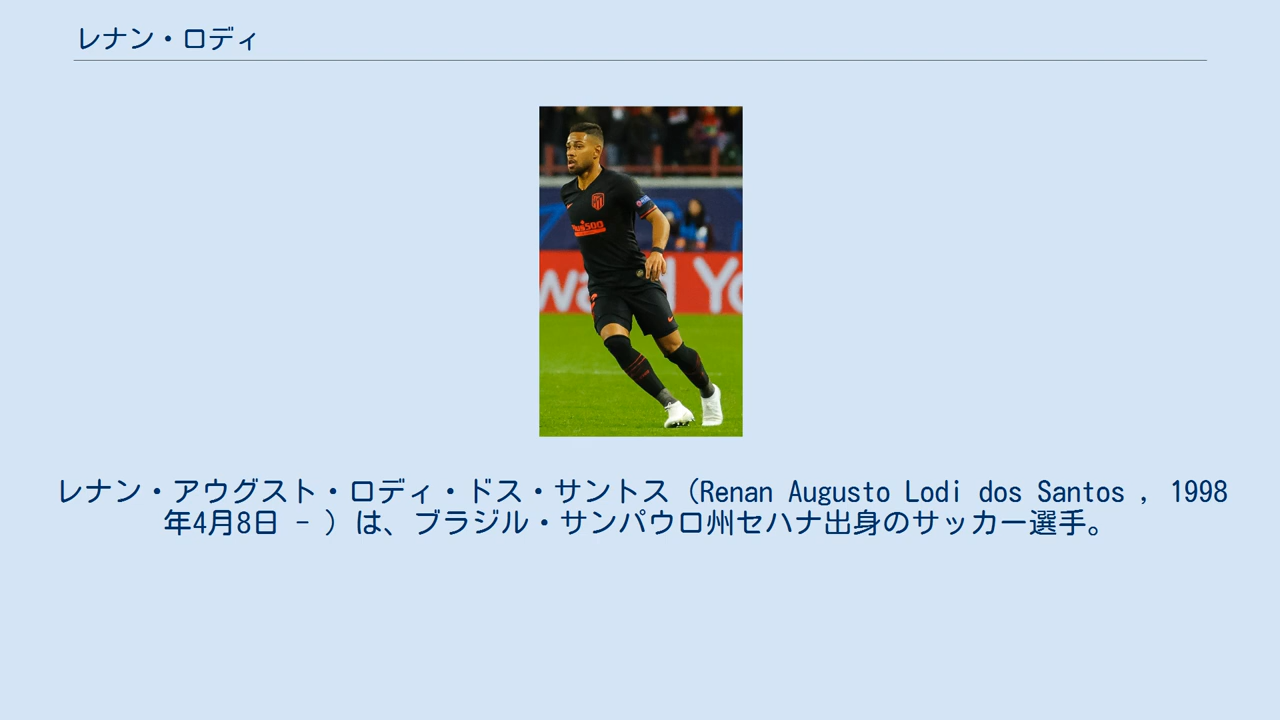 レナン・ロディ
unisoo
wa
Yo
レナン・アウグスト・ロディ・ドス・サントス（Renan Augusto Lodi dos Santos , 1998
年4月8日 - ）は、ブラジル・サンパウロ州セハナ出身のサッカー選手。